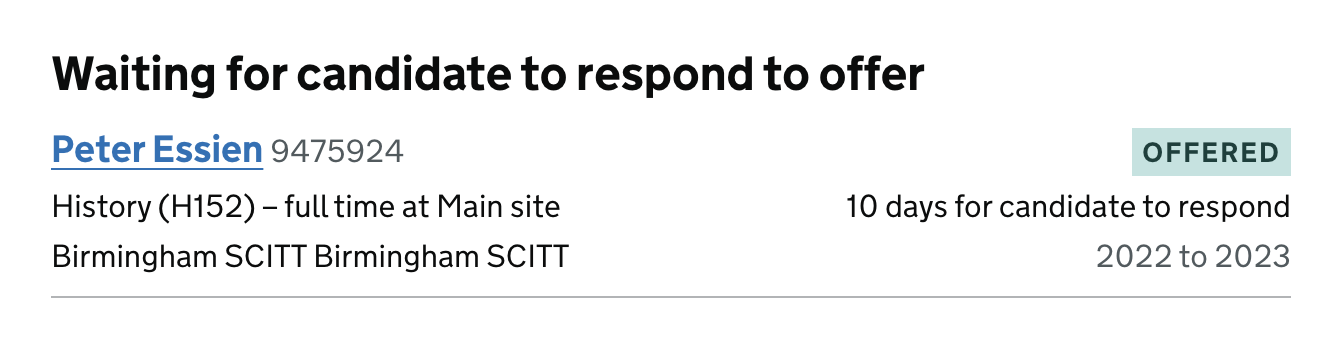 Waiting for candidate to respond to offer
Peter Essien 9475924
OFFERED
History (H152) – full time at Main site
10 days for candidate to respond
Birmingham SCITT Birmingham SCITT
2022 to 2023